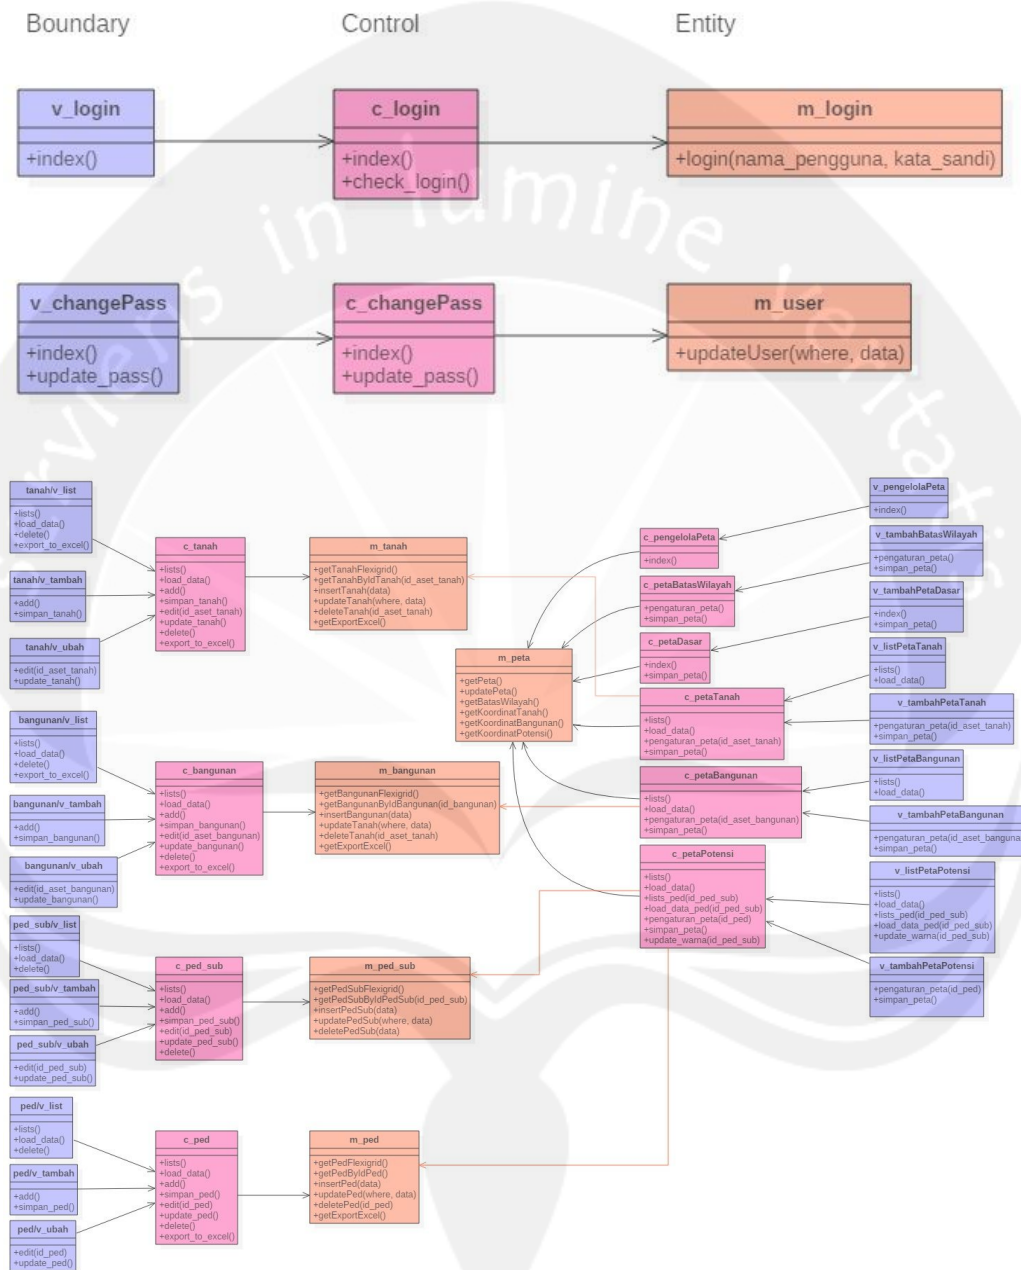 Boundary
Control
Entity
v_login
+index()
c_login
+index()
+check_login()
m_login
+login(nama_pengguna, kata_sandi)
v_changePass
+index()
+update_pass()
c_changePass
+index()
+update_pass()
m_user
+updateUser(where, data)
serviens in lumine veritatis
tanah/v_list
+lists()
+load_data()
+delete()
+export_to_excel()
tanah/v_tambah
+add()
+simpan_tanah()
tanah/v_ubah
+edit(id_aset_tanah)
+update_tanah()
c_tanah
+lists()
+load_data()
+add()
+simpan_tanah()
+edit(id_aset_tanah)
+update_tanah()
+delete()
+export_to_excel()
m_tanah
+getTanahFlexigrid()
+getTanahByIdTanah(id_aset_tanah)
+insertTanah(data)
+updateTanah(where, data)
+deleteTanah(id_aset_tanah)
+getExportExcel()
bangunan/v_list
+lists()
+load_data()
+delete()
+export_to_excel()
bangunan/v_tambah
+add()
+simpan_bangunan()
bangunan/v_ubah
+edit(id_aset_bangunan)
+update_bangunan()
c_bangunan
+lists()
+load_data()
+add()
+simpan_bangunan()
+edit(id_aset_bangunan)
+update_bangunan()
+delete()
+export_to_excel()
m_bangunan
+getBangunanFlexigrid()
+getBangunanByIdBangunan(id_bangunan)
+insertBangunan(data)
+updateTanah(where, data)
+deleteTanah(id_aset_tanah)
+getExportExcel()
ped_sub/v_list
+lists()
+load_data()
+delete()
ped_sub/v_tambah
+add()
+simpan_ped_sub()
ped_sub/v_ubah
+edit(id_ped_sub)
+update_ped_sub()
c_ped_sub
+lists()
+load_data()
+add()
+simpan_ped_sub()
+edit(id_ped_sub)
+update_ped_sub()
+delete()
m_ped_sub
+getPedSubFlexigrid()
+getPedSubByIdPedSub(id_ped_sub)
+insertPedSub(data)
+updatePedSub(where, data)
+deletePedSub(data)
ped/v_list
+lists()
+load_data()
+delete()
ped/v_tambah
+add()
+simpan_ped()
ped/v_ubah
+edit(id_ped)
+update_ped()
c_ped
+lists()
+load_data()
+add()
+simpan_ped()
+edit(id_ped)
+update_ped()
+delete()
+export_to_excel()
m_ped
+getPedFlexigrid()
+getPedByIdPed()
+insertPed(data)
+updatePed(where, data)
+deletePed(id_ped)
+getExportExcel()
m_peta
+getPeta()
+updatePeta()
+getBatasWilayah()
+getKoordinatTanah()
+getKoordinatBangunan()
+getKoordinatPotensi()
c_pengelolaPeta
+index()
c_petaBatasWilayah
+pengaturan_peta()
+simpan_peta()
c_petaDasar
+index()
+simpan_peta()
c_petaTanah
+lists()
+load_data()
+pengaturan_peta(id_aset_tanah)
+simpan_peta()
c_petaBangunan
+lists()
+load_data()
+pengaturan_peta(id_aset_bangunan)
+simpan_peta()
c_petaPotensi
+lists()
+load_data()
+lists_ped(id_ped_sub)
+load_data_ped(id_ped_sub)
+pengaturan_peta(id_ped)
+simpan_peta()
+update_warna(id_ped_sub)
v_pengelolaPeta
+index()
v_tambahBatasWilayah
+pengaturan_peta()
+simpan_peta()
v_tambahPetaDasar
+index()
+simpan_peta()
v_listPetaTanah
+lists()
+load_data()
v_tambahPetaTanah
+pengaturan_peta(id_aset_tanah)
+simpan_peta()
v_listPetaBangunan
+lists()
+load_data()
v_tambahPetaBangunan
+pengaturan_peta(id_aset_banguna
+simpan_peta()
v_listPetaPotensi
+lists()
+load_data()
+lists_ped(id_ped_sub)
+load_data_ped(id_ped_sub)
+update_warna(id_ped_sub)
v_tambahPetaPotensi
+pengaturan_peta(id_ped)
+simpan_peta()